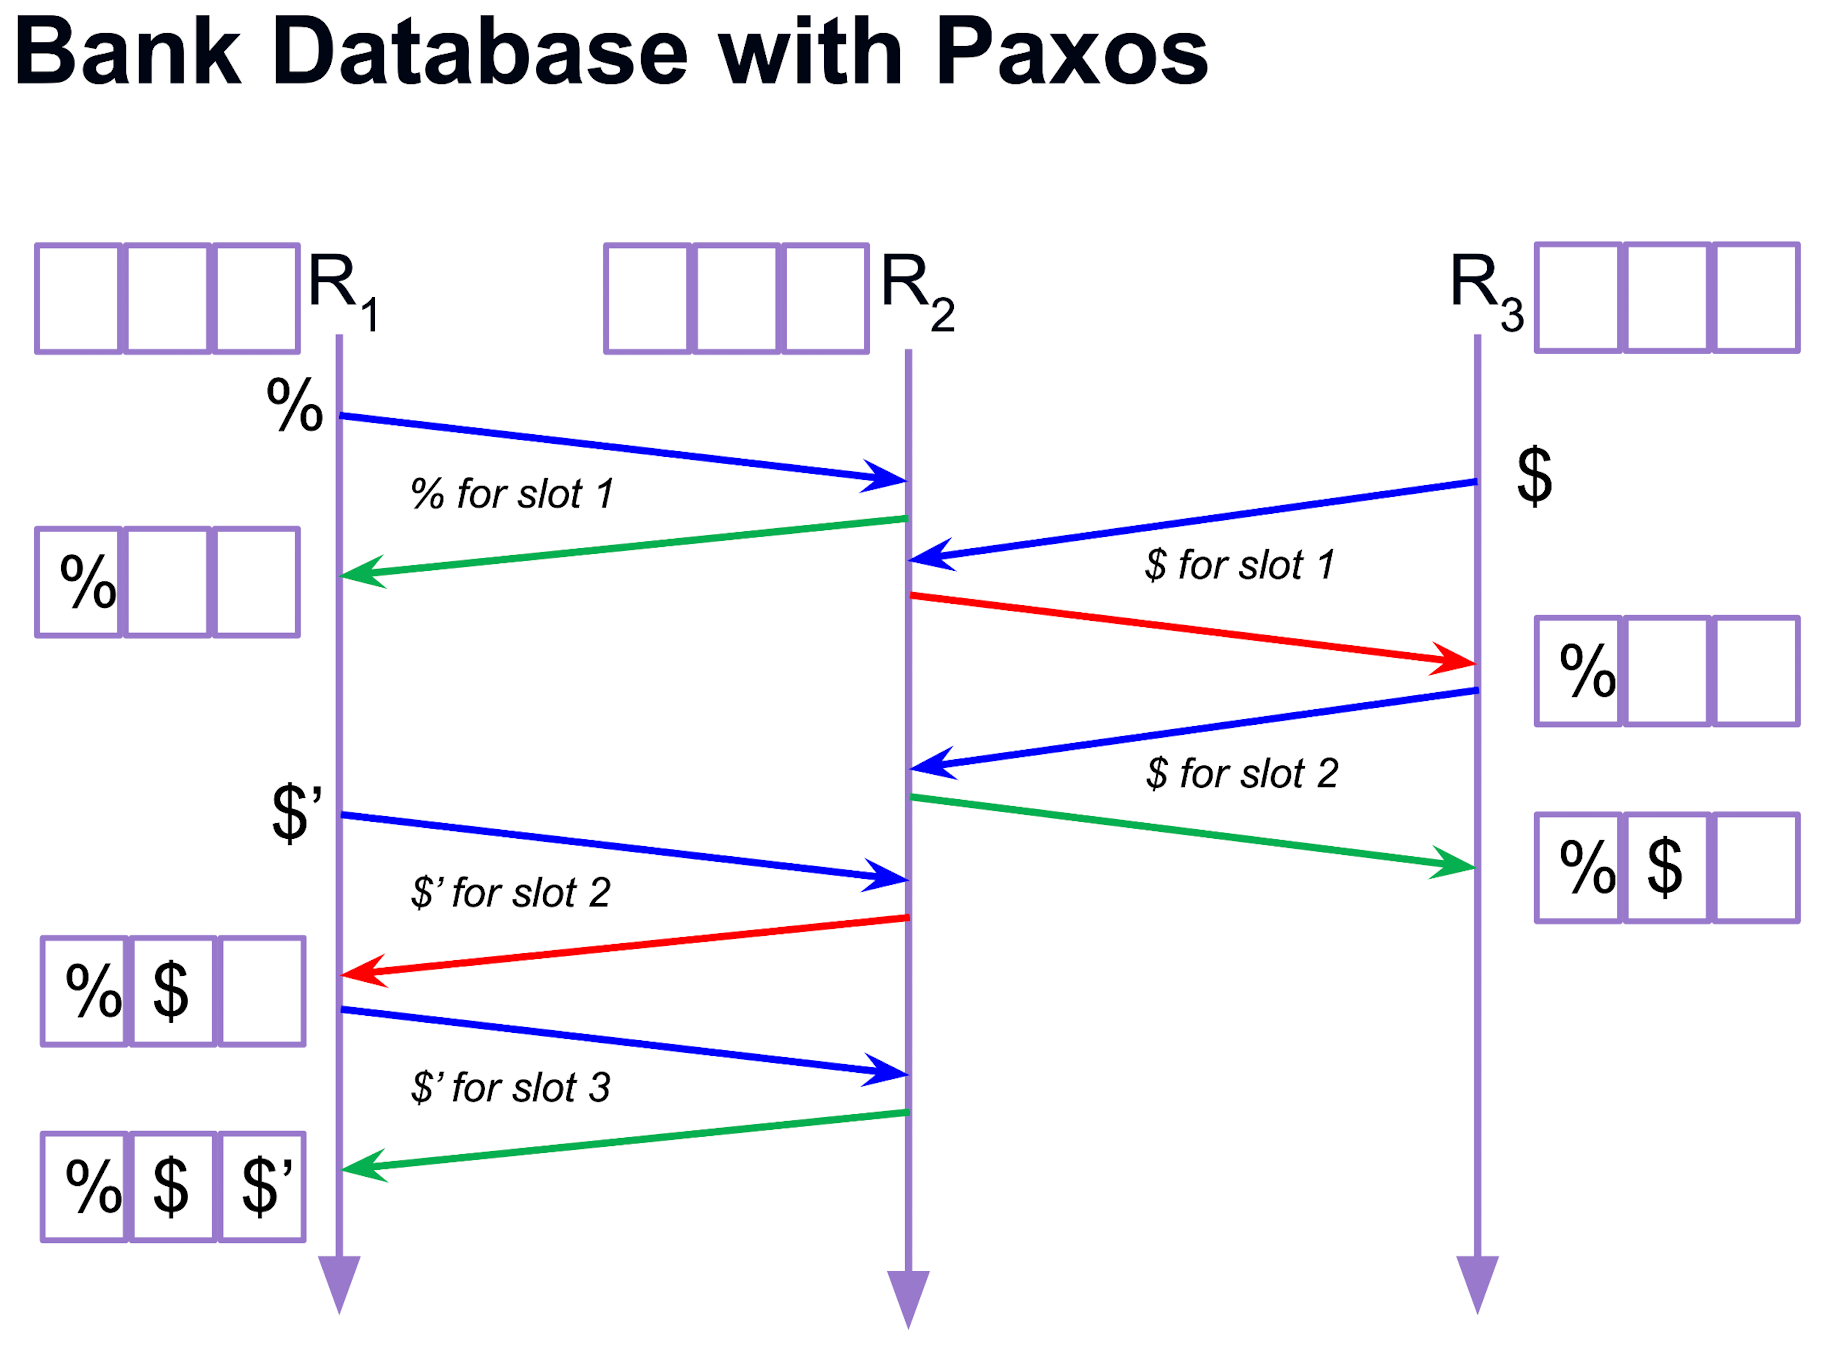 Bank Database with Paxos
R1
R2
R3
%
$
% for slot 1
$ for slot 1
%
%
$ for slot 2
$’
$’ for slot 2
% $
% $
$’ for slot 3
% $ $’